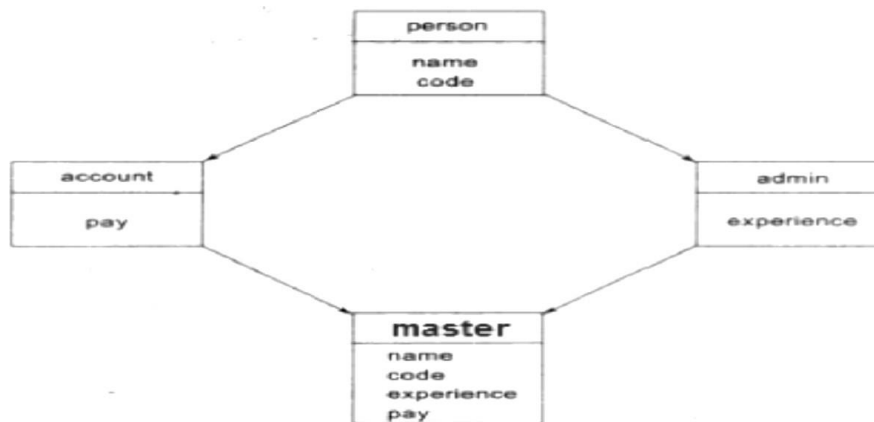 person
name
code
account
pay
admin
experience
master
name
code
experience
pay